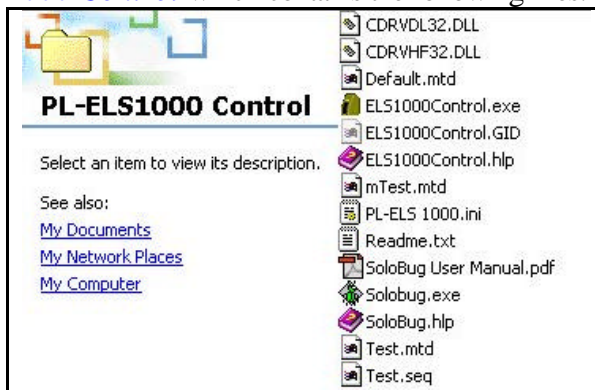 PL-ELS1000 Control
Select an item to view its description.
See also:
My Documents
My Network Places
My Computer
CDRVDL32.DLL
CDRVHF32.DLL
Default.mtd
ELS1000Control.exe
ELS1000Control.GID
ELS1000Control.hlp
mTest.mtd
PL-ELS 1000.ini
Readme.txt
SoloBug User Manual.pdf
Solobug.exe
SoloBug.hlp
Test.mtd
Test.seq